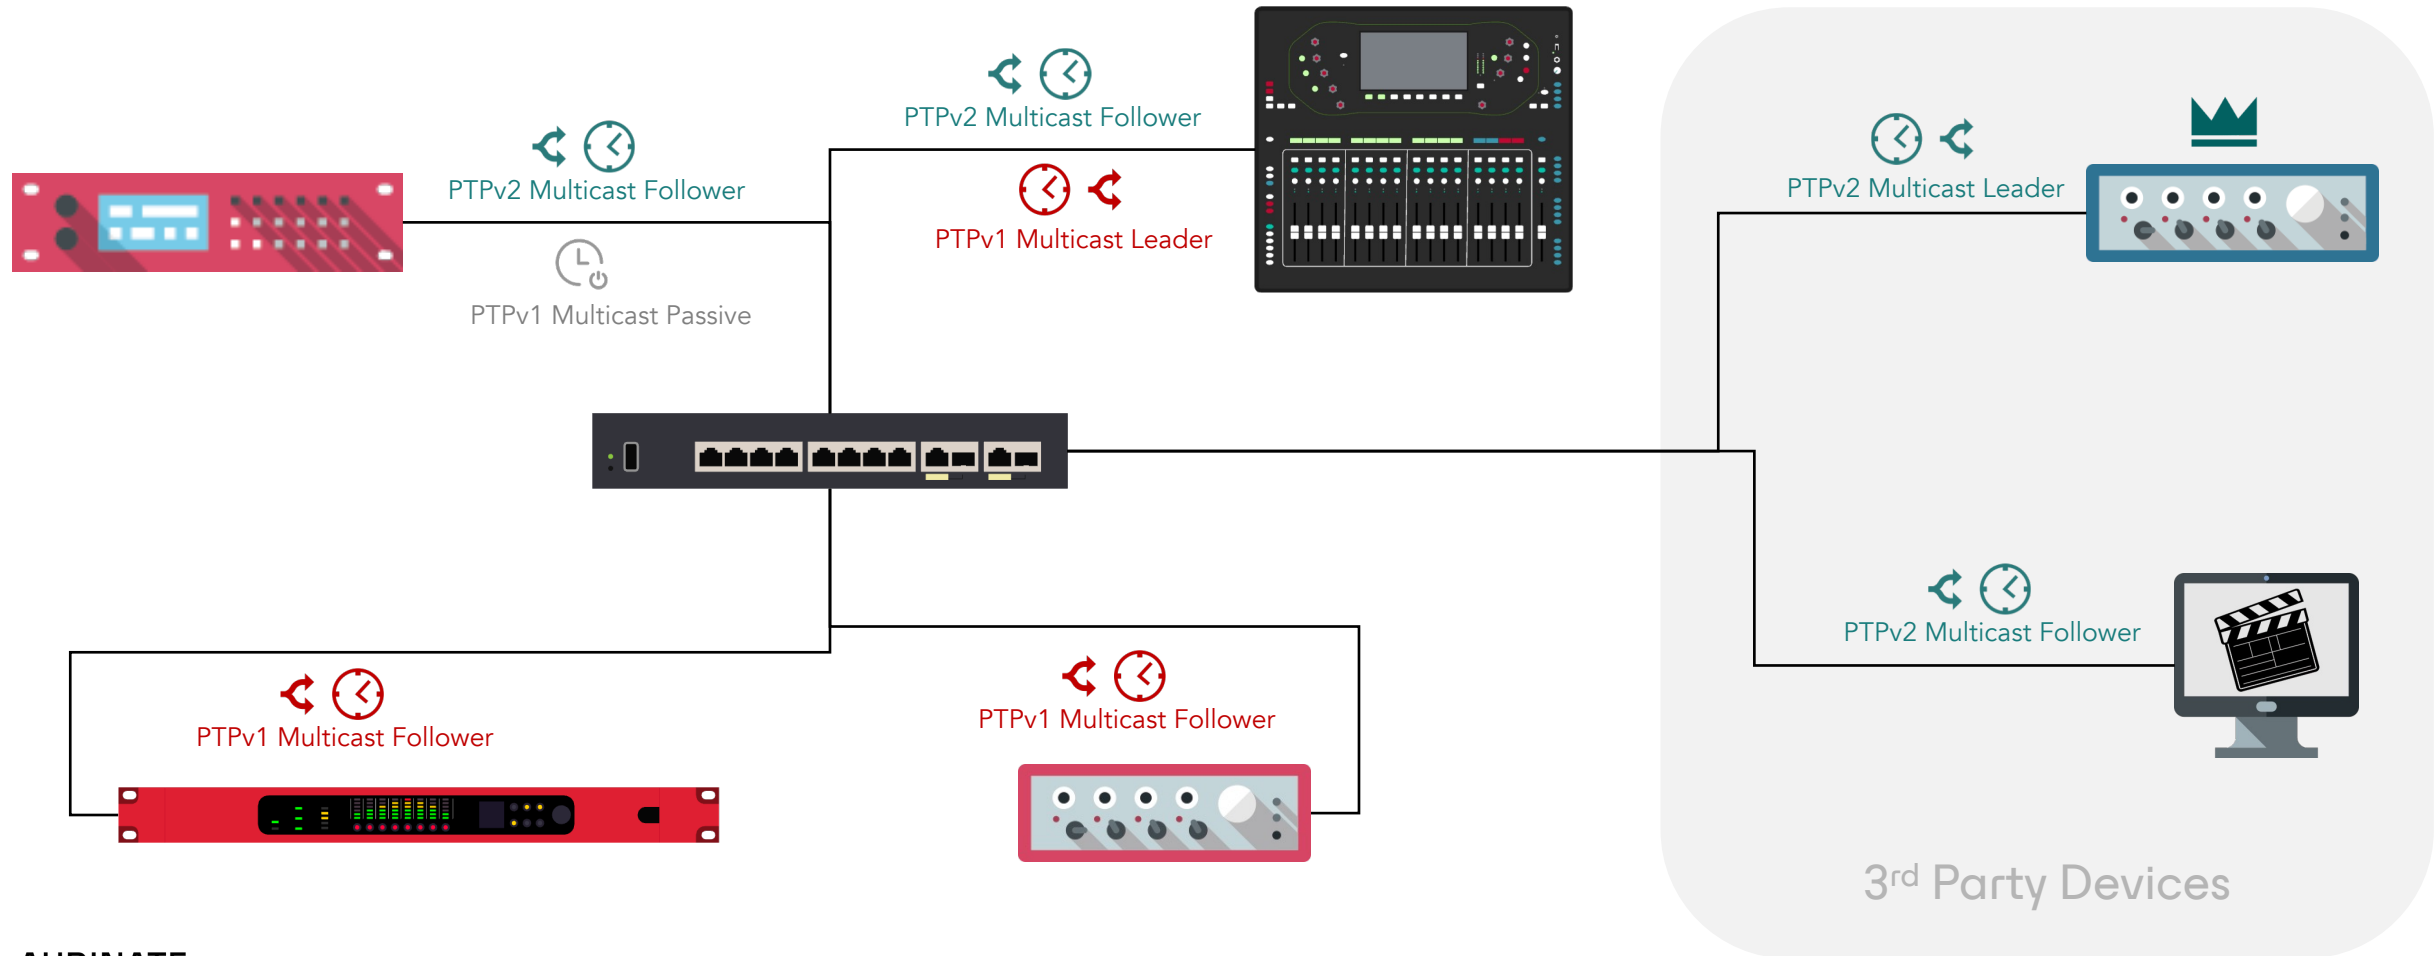 PTPv2 Multicast Follower
PTPv2 Multicast Follower
PTPv1 Multicast Leader
PTPv1 Multicast Passive
PTPv2 Multicast Leader
PTPv2 Multicast Follower
PTPv1 Multicast Follower
PTPv1 Multicast Follower
3rd Party Devices
AUDINATE